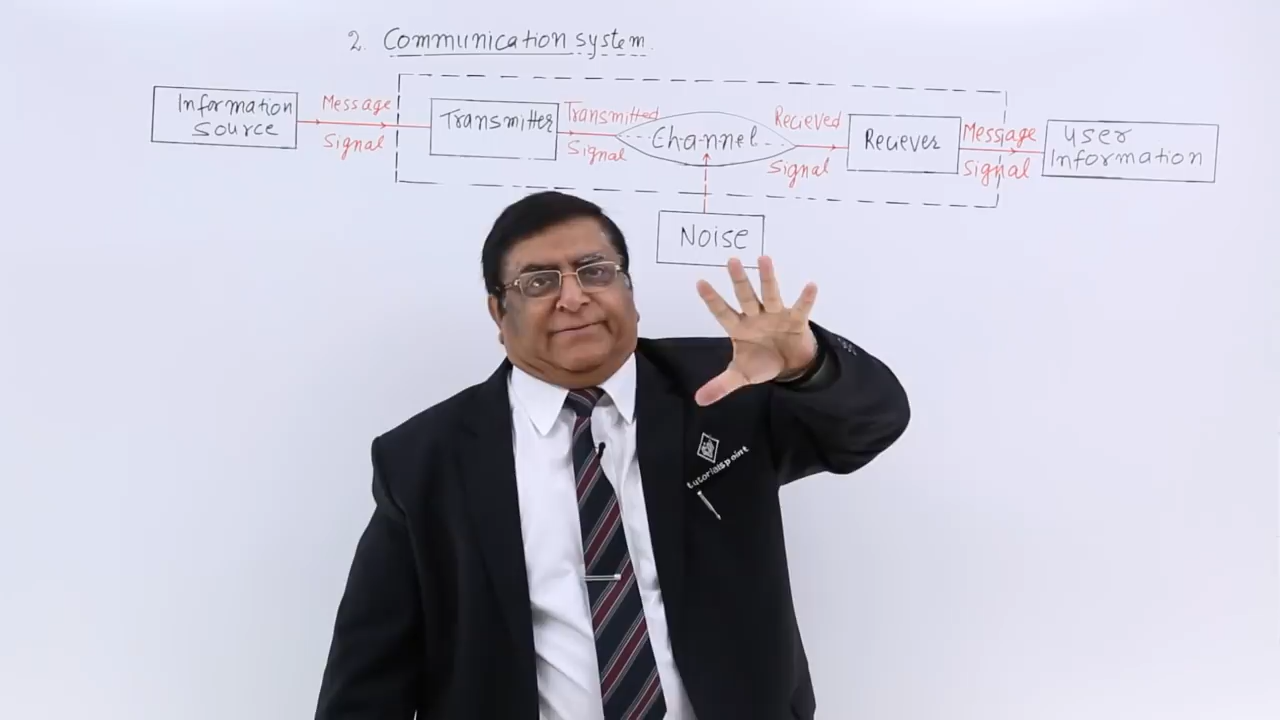 2. Communication system.
Information
Source
Message
Signal
Transmitter
Transmitted
Signal
Channel
Recieved
Signal
Reciever
Message
Signal
User
Information
Noise
tutorialspoint